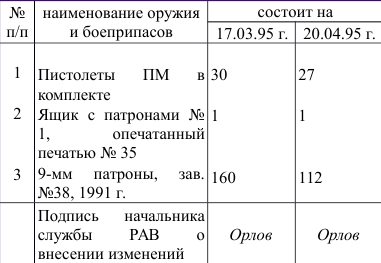 № п/п наименование оружия и боеприпасов состоит на
17.03.95 г. 20.04.95 г.
1 Пистолеты ПМ в 30 27
комплекте
2 Ящик с патронами № 1 1
1, опечатанный
печатью № 35
3 9-мм патроны, зав. 160 112
№38, 1991 г.
Подпись начальника
службы РАВ о Орлов Орлов
внесении изменений